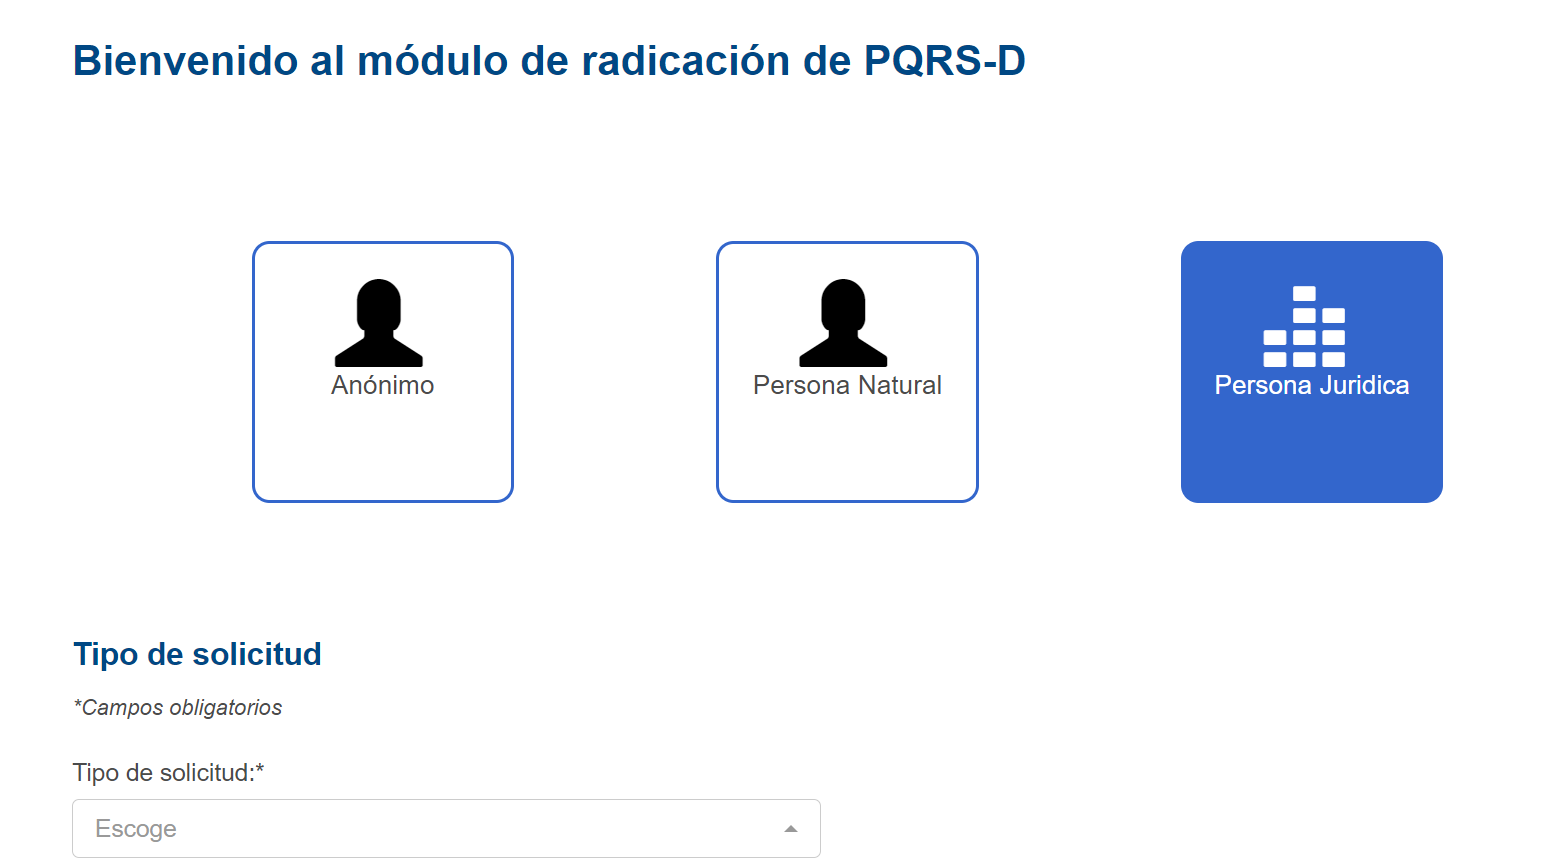 Bienvenido al módulo de radicación de PQRS-D
Anónimo
Persona Natural
Persona Juridica
Tipo de solicitud
*Campos obligatorios
Tipo de solicitud:*
Escoge